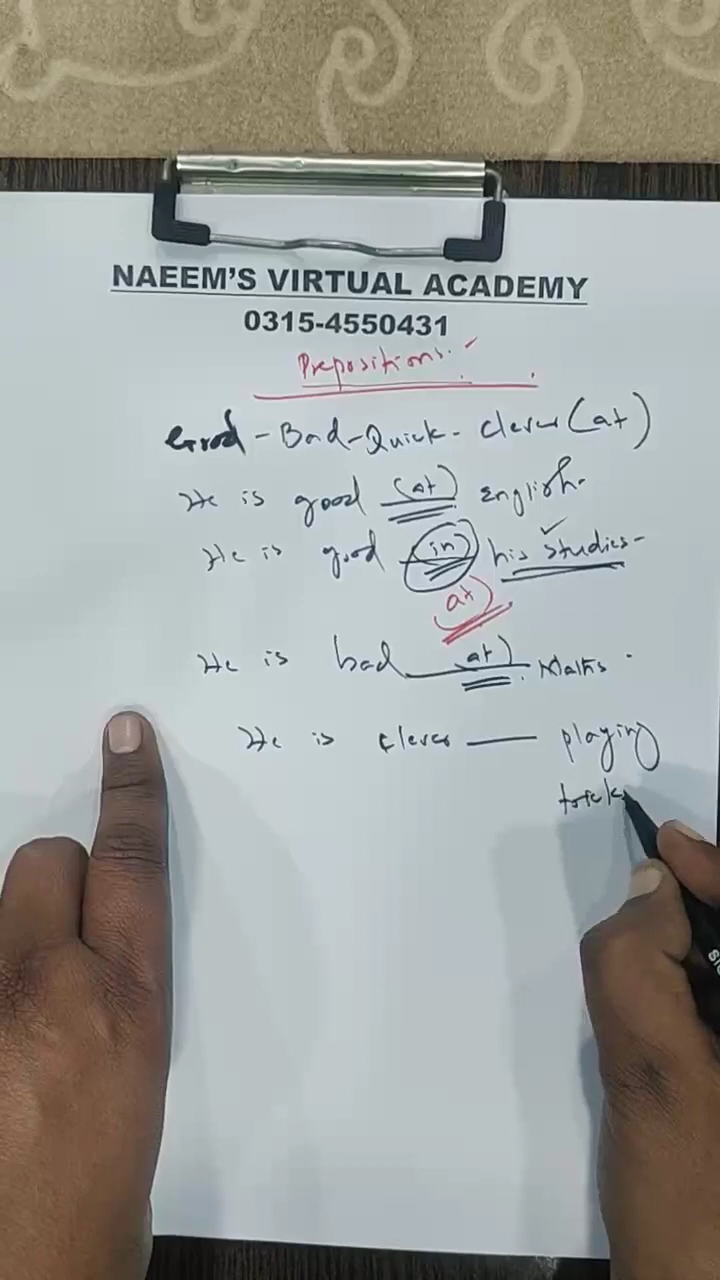 NAEEM'S VIRTUAL ACADEMY
0315-4550431
Prepositions.
Good - Bad - Quick - clever (at)
He is good (at) English.
He is good (in) his studies -
at)
He is bad at) Maths.
He is clever — playing
trick